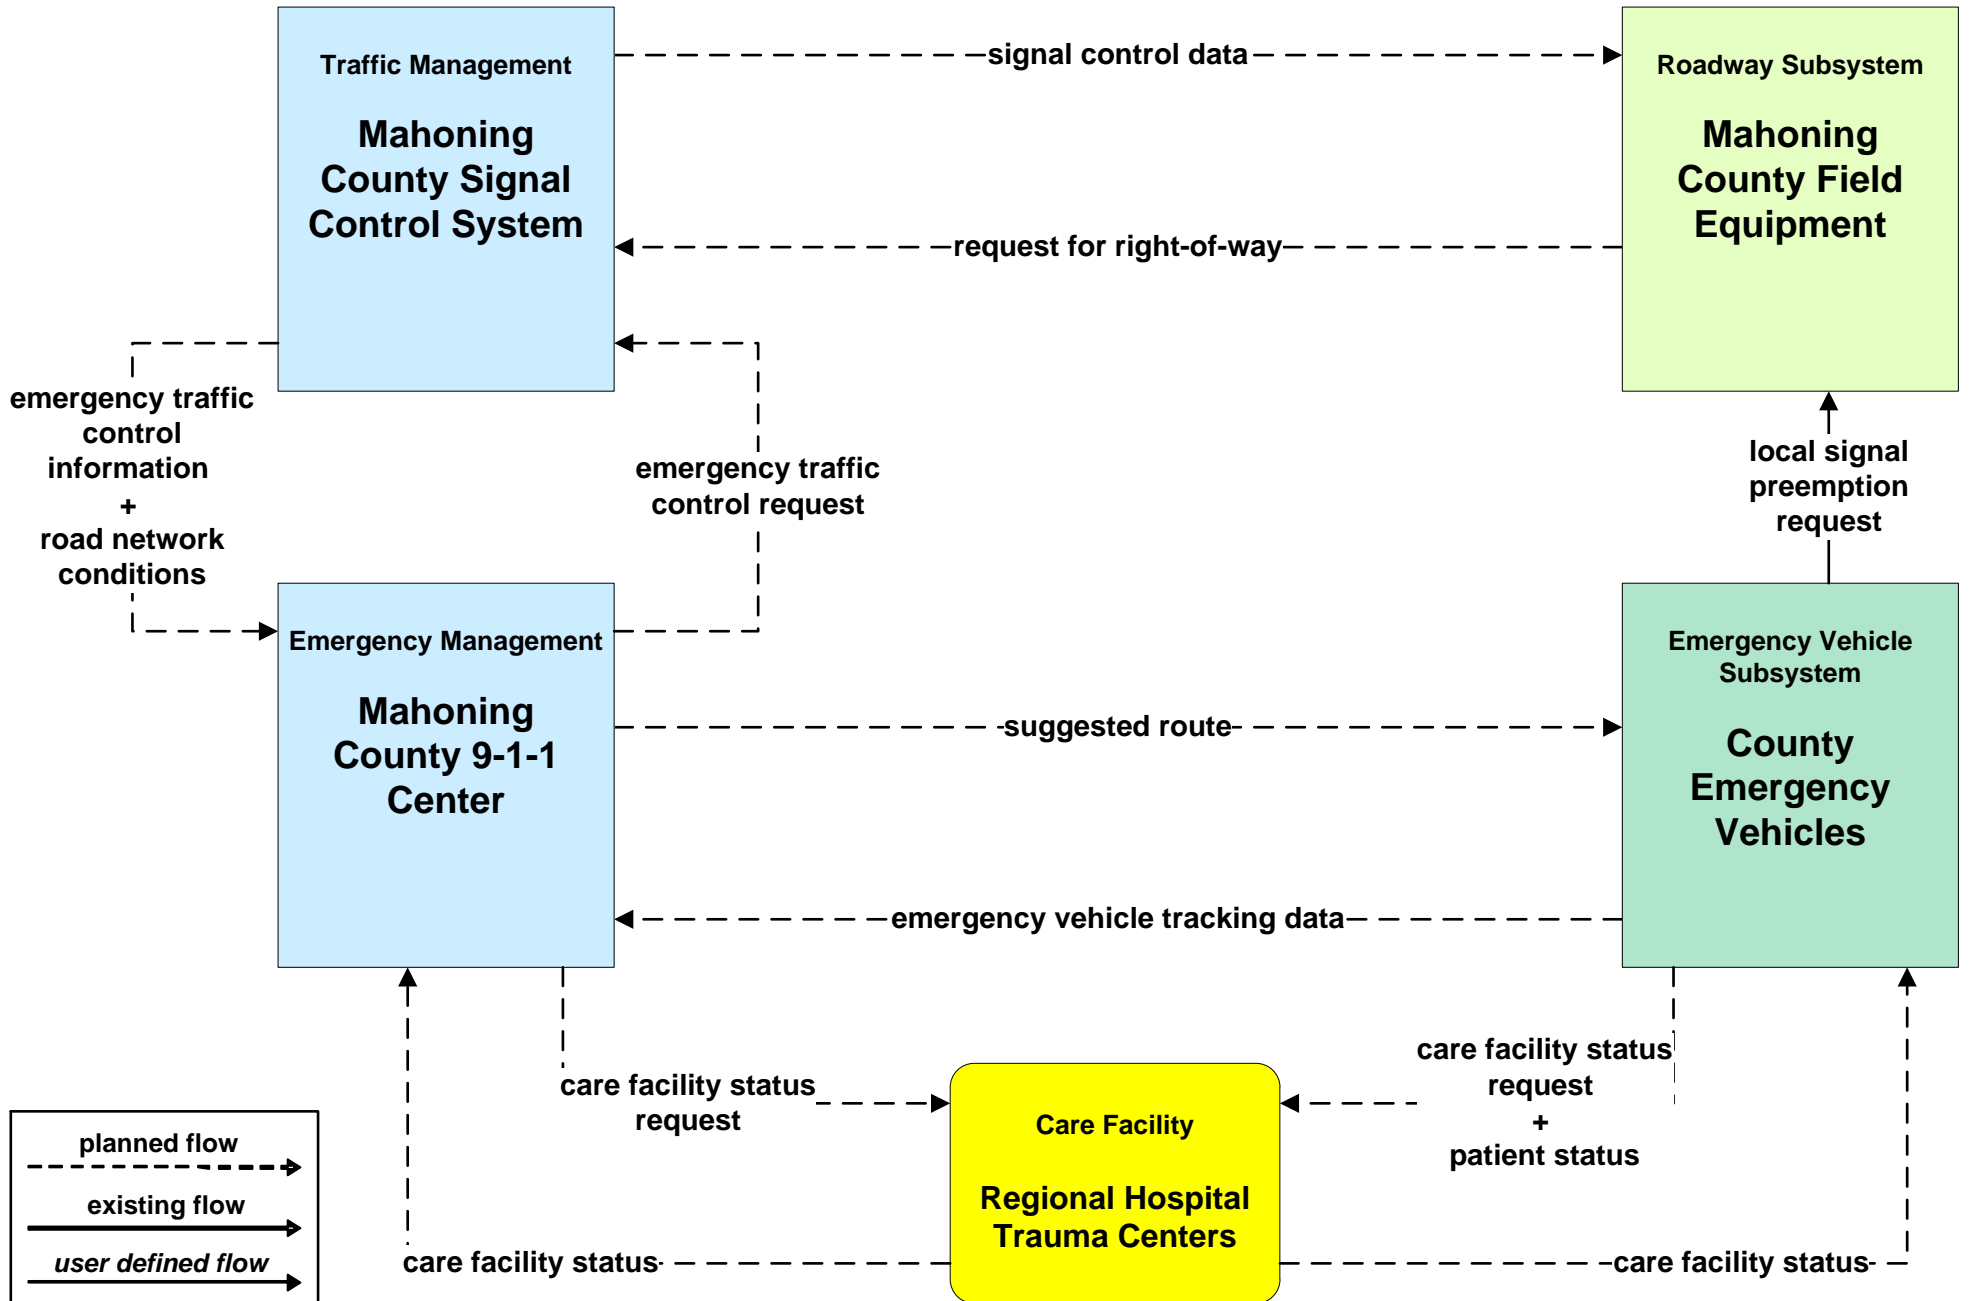 Traffic Management
Mahoning
County Signal
Control System
signal control data
Roadway Subsystem
Mahoning
County Field
Equipment
request for right-of-way
emergency traffic
control
information
+
road network
conditions
emergency traffic
control request
local signal
preemption
request
Emergency Management
Mahoning
County 9-1-1
Center
suggested route
Emergency Vehicle
Subsystem
County
Emergency
Vehicles
emergency vehicle tracking data
care facility status
request
care facility status
request
+
patient status
Care Facility
Regional Hospital
Trauma Centers
care facility status
care facility status
planned flow
existing flow
user defined flow